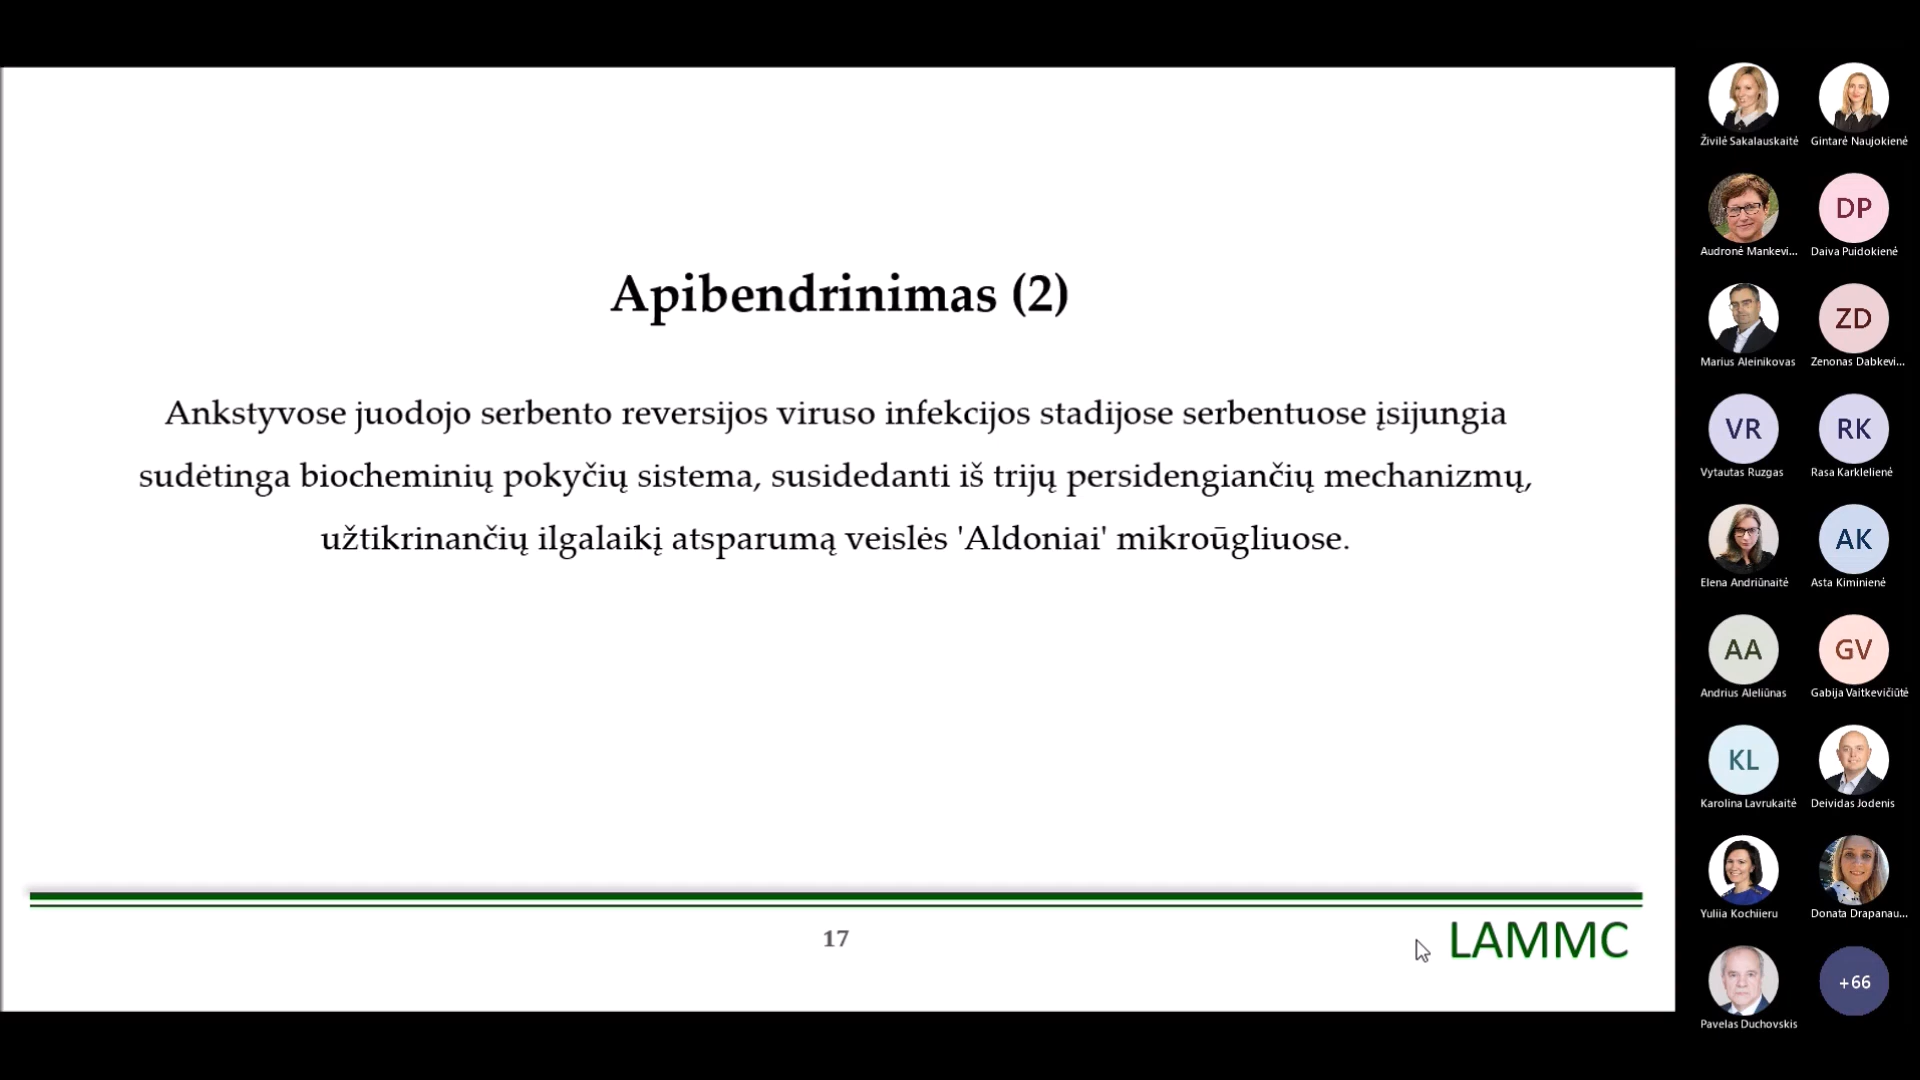 Apibendrinimas (2)
Ankstyvose juodojo serbento reversijos viruso infekcijos stadijose serbentuose įsijungia
sudėtinga biocheminių pokyčių sistema, susidedanti iš trijų persidengiančių mechanizmų,
užtikrinančių ilgalaikį atsparumą veislės 'Aldoniai' mikroūgliuose.
17
LAMMC
Živilė Sakalauskaitė
Gintarė Naujokienė
Audronė Mankevi...
DP
Daiva Puidokienė
Marius Aleinikovas
ZD
Zenonas Dabkevi...
VR
Vytautas Ruzgas
RK
Rasa Karklelienė
Elena Andriūnaitė
AK
Asta Kiminienė
AA
Andrius Aleliūnas
GV
Gabija Vaitkevičiūtė
KL
Karolina Lavrukaitė
Deividas Jodenis
Yuliia Kochiieru
Donata Drapanau...
Pavelas Duchovskis
+66